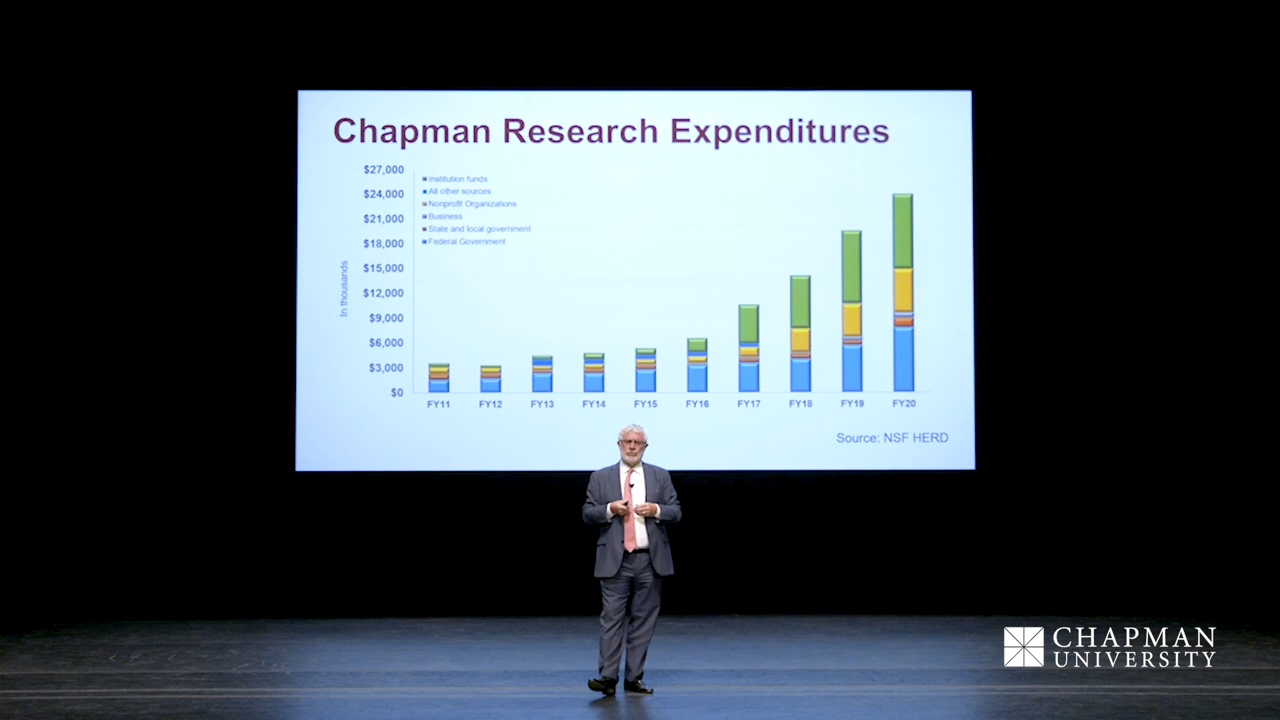 Chapman Research Expenditures
$27,000
$24,000
$21,000
$18,000
$15,000
$12,000
$9,000
$6,000
$3,000
$0
In thousands
Institution funds
All other sources
Nonprofit Organizations
Business
State and local government
Federal Government
FY11 FY12 FY13 FY14 FY15 FY16 FY17 FY18 FY19 FY20
Source: NSF HERD
CHAPMAN
UNIVERSITY